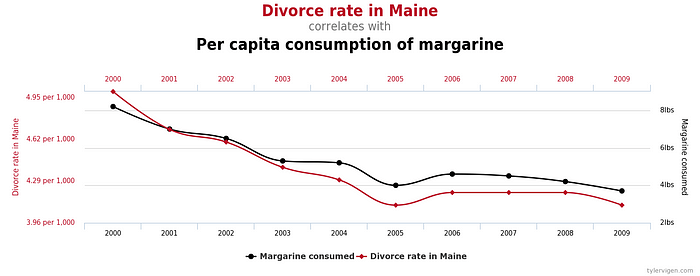 Divorce rate in Maine
correlates with
Per capita consumption of margarine
2000 2001 2002 2003 2004 2005 2006 2007 2008 2009
Divorce rate in Maine
4.95 per 1,000
4.62 per 1,000
4.29 per 1,000
3.96 per 1,000
8lbs
6lbs
4lbs
2lbs
Margarine consumed
2000 2001 2002 2003 2004 2005 2006 2007 2008 2009
Margarine consumed Divorce rate in Maine
tylervigen.com